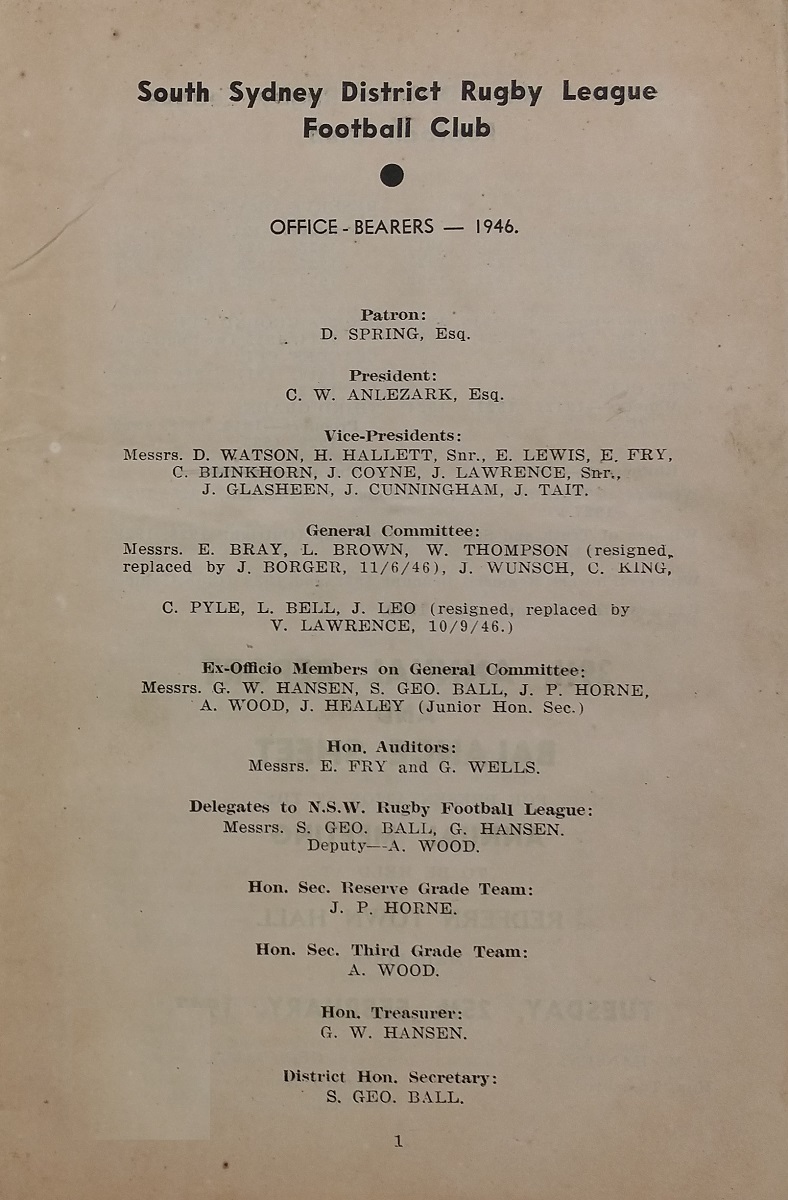 South Sydney District Rugby League
Football Club
OFFICE-BEARERS — 1946.
Patron:
D. SPRING, Esq.
President:
C. W. ANLEZARK, Esq.
Vice-Presidents:
Messrs. D. WATSON, H. HALLETT, Snr., E. LEWIS, E. FRY,
C. BLINKHORN, J. COYNE, J. LAWRENCE, Snr.,
J. GLASHEEN, J. CUNNINGHAM, J. TAIT.
General Committee:
Messrs. E. BRAY, L. BROWN, W. THOMPSON (resigned,
replaced by J. BORGER, 11/6/46), J. WUNSCH, C. KING,
C. PYLE, L. BELL, J. LEO (resigned, replaced by
V. LAWRENCE, 10/9/46.)
Ex-Officio Members on General Committee:
Messrs. G. W. HANSEN, S. GEO. BALL, J. P. HORNE,
A. WOOD, J. HEALEY (Junior Hon. Sec.)
Hon. Auditors:
Messrs. E. FRY and G. WELLS.
Delegates to N.S.W. Rugby Football League:
Messrs. S. GEO. BALL, G. HANSEN.
Deputy—-A. WOOD.
Hon. Sec. Reserve Grade Team:
J. P. HORNE.
Hon. Sec. Third Grade Team:
A. WOOD.
Hon. Treasurer:
G. W. HANSEN.
District Hon. Secretary:
S. GEO. BALL.
1